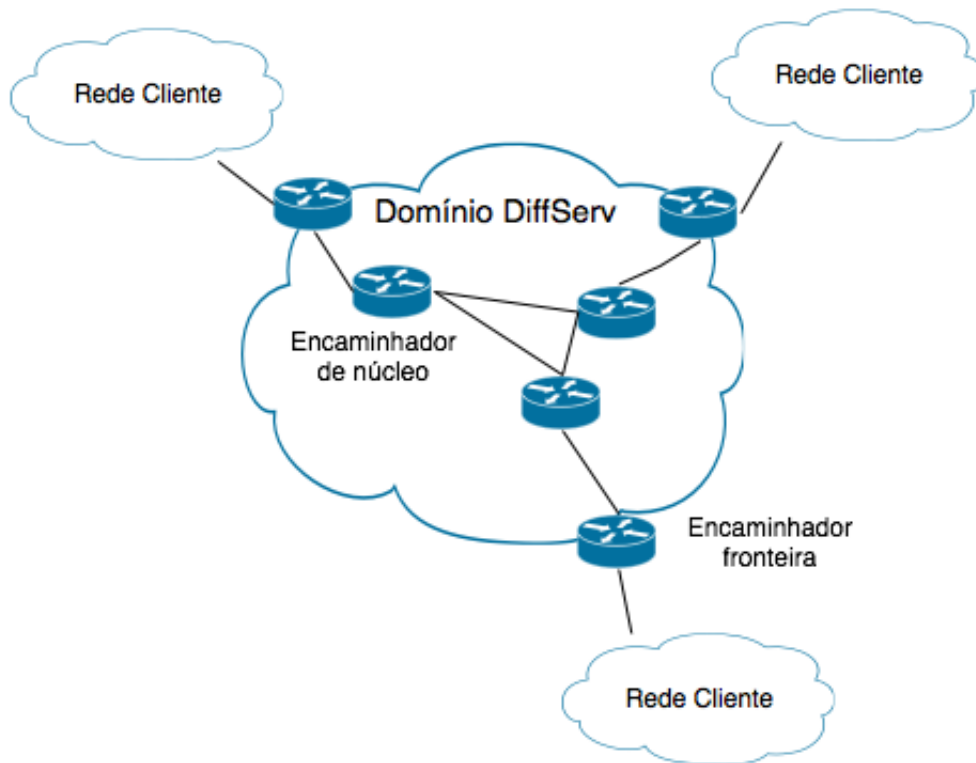 Rede Cliente
Rede Cliente
Domínio DiffServ
Encaminhador
de núcleo
Encaminhador
fronteira
Rede Cliente